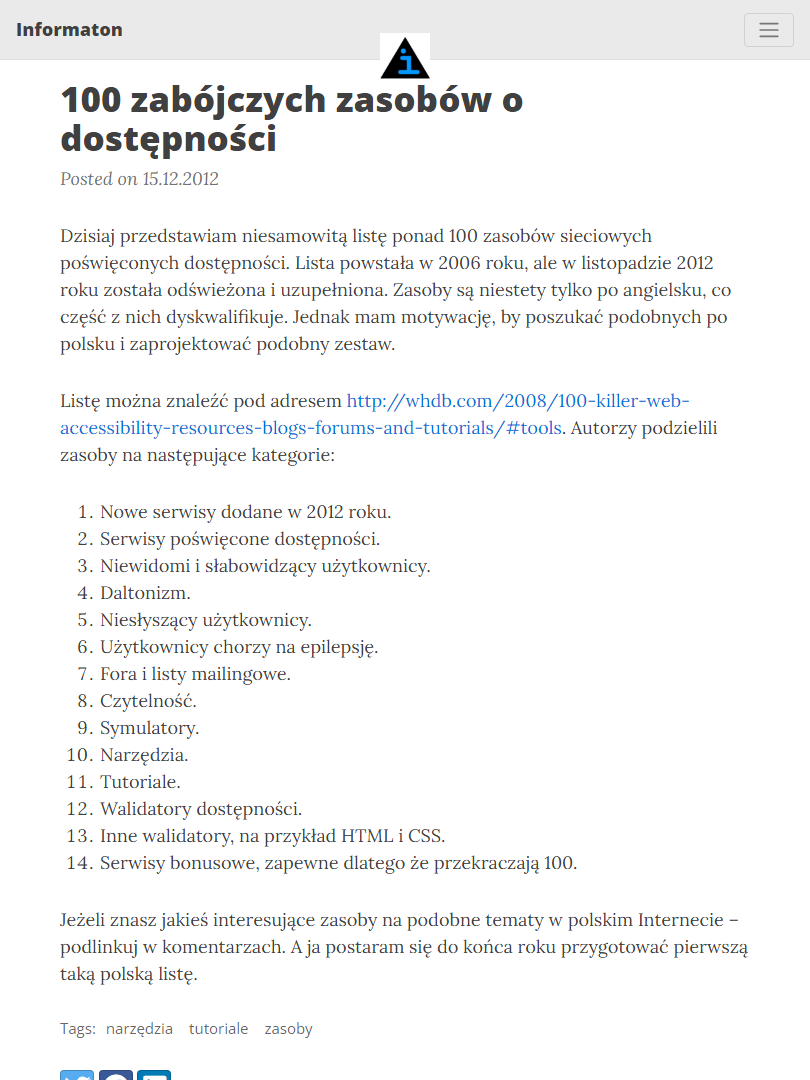 Informaton
i
100 zabójczych zasobów o
dostępności
Posted on 15.12.2012
Dzisiaj przedstawiam niesamowitą listę ponad 100 zasobów sieciowych
poświęconych dostępności. Lista powstała w 2006 roku, ale w listopadzie 2012
roku została odświeżona i uzupełniona. Zasoby są niestety tylko po angielsku, co
część z nich dyskwalifikuje. Jednak mam motywację, by poszukać podobnych po
polsku i zaprojektować podobny zestaw.
Listę można znaleźć pod adresem http://whdb.com/2008/100-killer-web-
accessibility-resources-blogs-forums-and-tutorials/#tools. Autorzy podzielili
zasoby na następujące kategorie:
1. Nowe serwisy dodane w 2012 roku.
2. Serwisy poświęcone dostępności.
3. Niewidomi i słabowidzący użytkownicy.
4. Daltonizm.
5. Niesłyszący użytkownicy.
6. Użytkownicy chorzy na epilepsję.
7. Fora i listy mailingowe.
8. Czytelność.
9. Symulatory.
10. Narzędzia.
11. Tutoriale.
12. Walidatory dostępności.
13. Inne walidatory, na przykład HTML i CSS.
14. Serwisy bonusowe, zapewne dlatego że przekraczają 100.
Jeżeli znasz jakieś interesujące zasoby na podobne tematy w polskim Internecie –
podlinkuj w komentarzach. A ja postaram się do końca roku przygotować pierwszą
taką polską listę.
Tags: narzędzia tutoriale zasoby